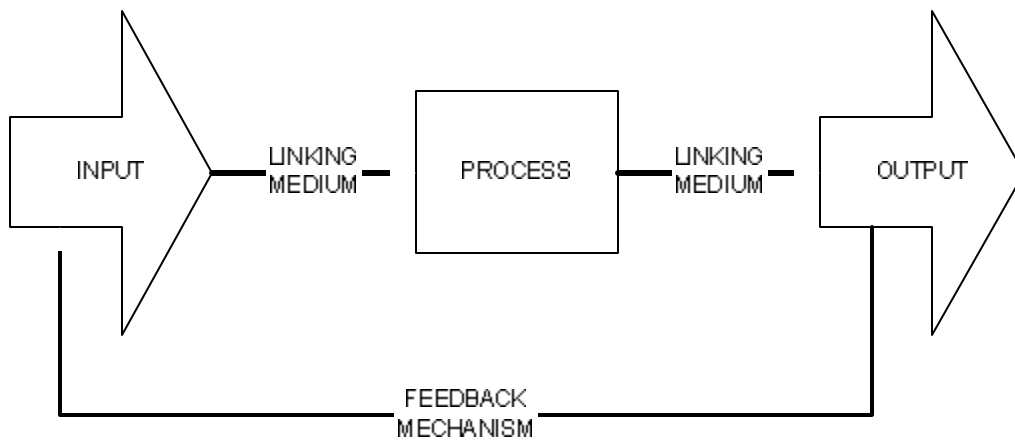 INPUT
LINKING
MEDIUM
PROCESS
LINKING
MEDIUM
OUTPUT
FEEDBACK
MECHANISM